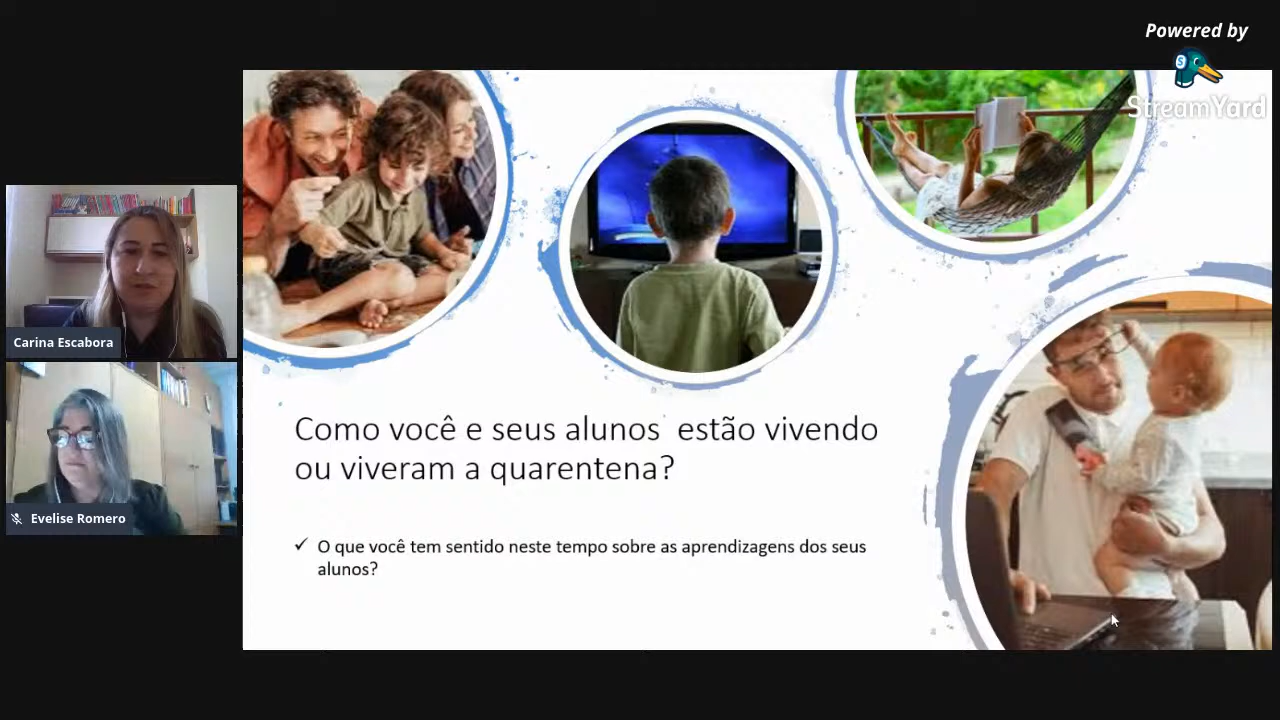 Powered by
StreamYard
Carina Escabora
Evelise Romero
Como você e seus alunos estão vivendo
ou viveram a quarentena?
✓ O que você tem sentido neste tempo sobre as aprendizagens dos seus
alunos?